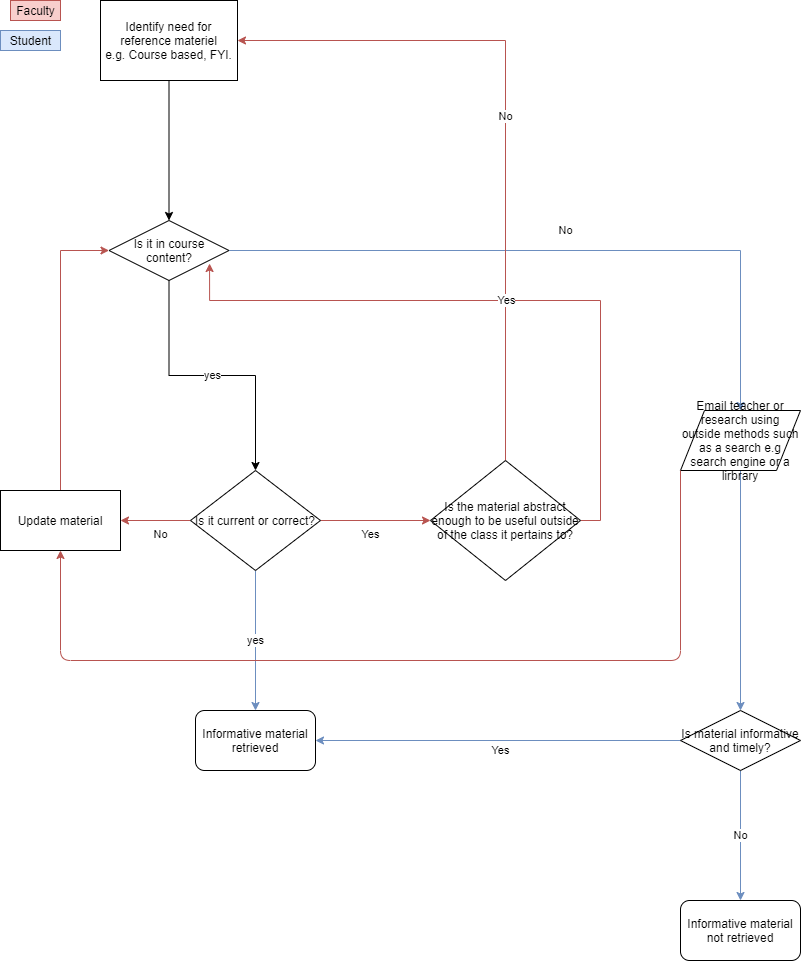 Faculty
Student
Identify need for
reference materiel
e.g. Course based, FYI.
No
Is it in course
content?
No
Yes
yes
Email teacher or
research using
outside methods such
as a search e.g
search engine or a
lirbrary
Update material
No
Is it current or correct?
Yes
Is the material abstract
enough to be useful outside
of the class it pertains to?
yes
Informative material
retrieved
Yes
Is material informative
and timely?
No
Informative material
not retrieved